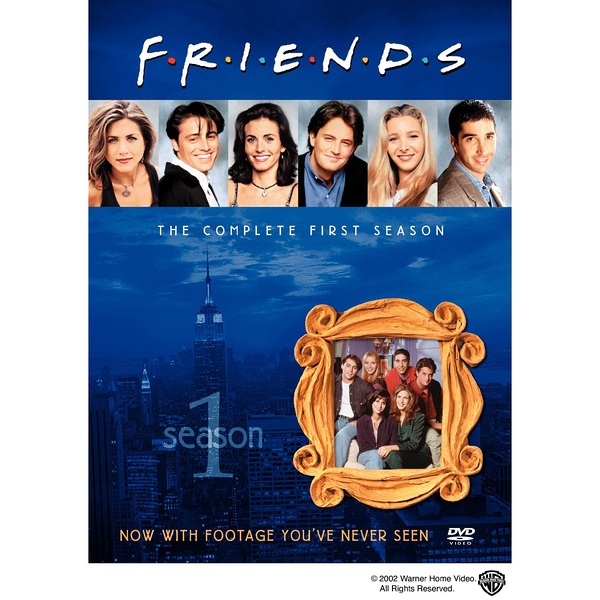 F·R·I·E·N·D·S
THE COMPLETE FIRST SEASON
season 1
NOW WITH FOOTAGE YOU'VE NEVER SEEN
DVD
VIDEO
© 2002 Warner Home Video.
All Rights Reserved.
WB